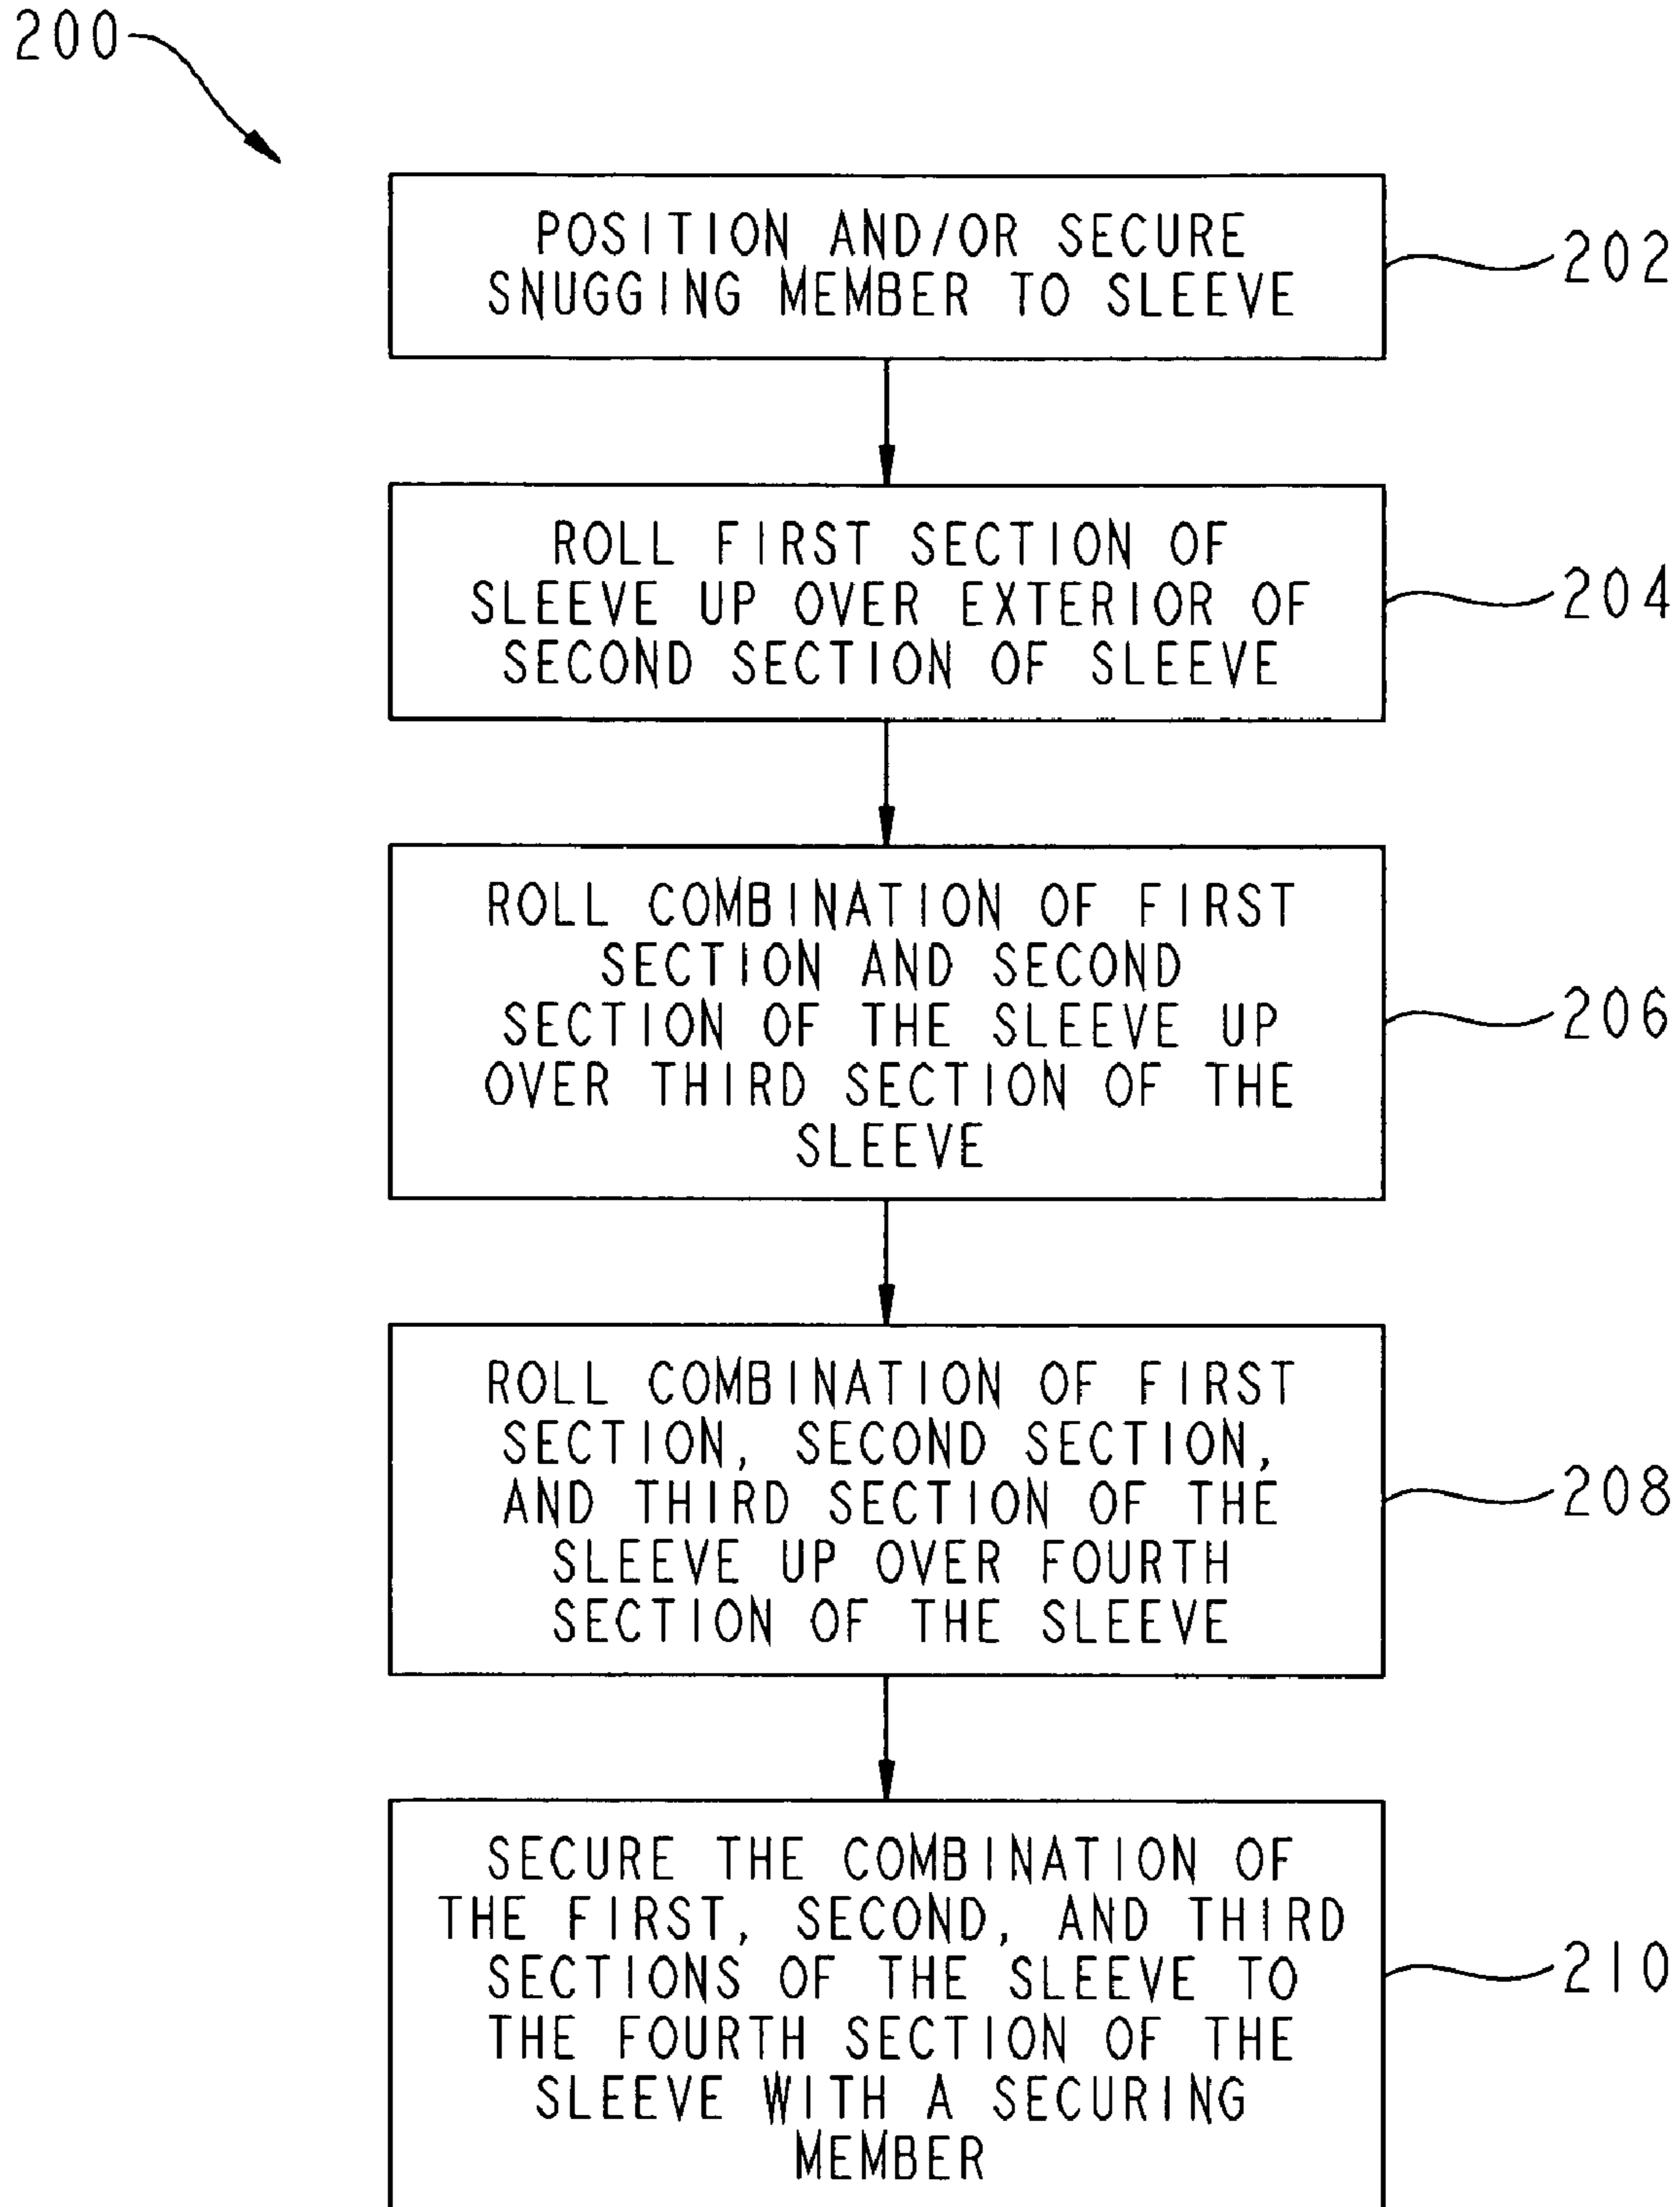 200
POSITION AND/OR SECURE
SNUGGING MEMBER TO SLEEVE
202
ROLL FIRST SECTION OF
SLEEVE UP OVER EXTERIOR OF
SECOND SECTION OF SLEEVE
204
ROLL COMBINATION OF FIRST
SECTION AND SECOND
SECTION OF THE SLEEVE UP
OVER THIRD SECTION OF THE
SLEEVE
206
ROLL COMBINATION OF FIRST
SECTION, SECOND SECTION,
AND THIRD SECTION OF THE
SLEEVE UP OVER FOURTH
SECTION OF THE SLEEVE
208
SECURE THE COMBINATION OF
THE FIRST, SECOND, AND THIRD
SECTIONS OF THE SLEEVE TO
THE FOURTH SECTION OF THE
SLEEVE WITH A SECURING
MEMBER
210